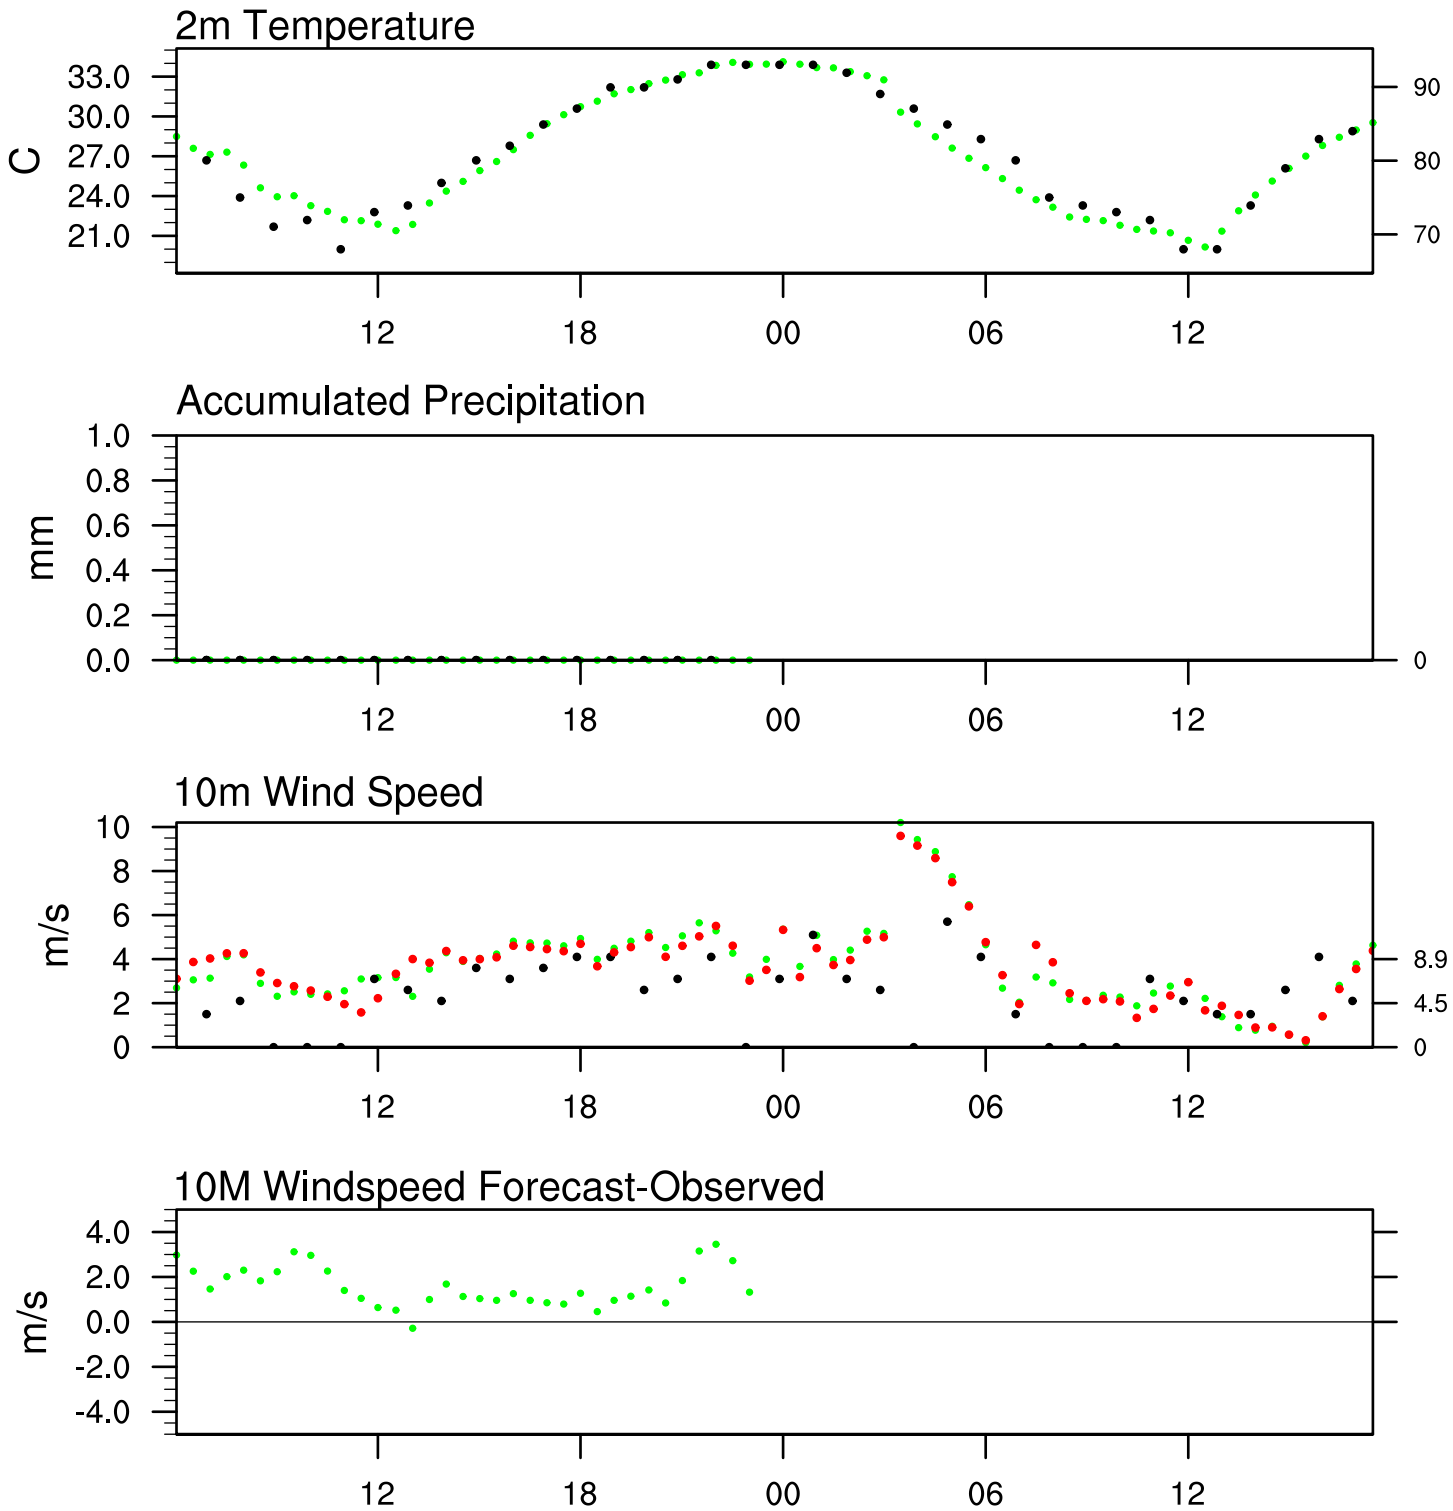 2m Temperature
C
33.0
30.0
27.0
24.0
21.0
90
80
70
12 18 00 06 12
Accumulated Precipitation
mm
1.0
0.8
0.6
0.4
0.2
0.0
0
12 18 00 06 12
10m Wind Speed
m/s
10
8
6
4
2
0
8.9
4.5
0
12 18 00 06 12
10M Windspeed Forecast-Observed
m/s
4.0
2.0
0.0
-2.0
-4.0
12 18 00 06 12